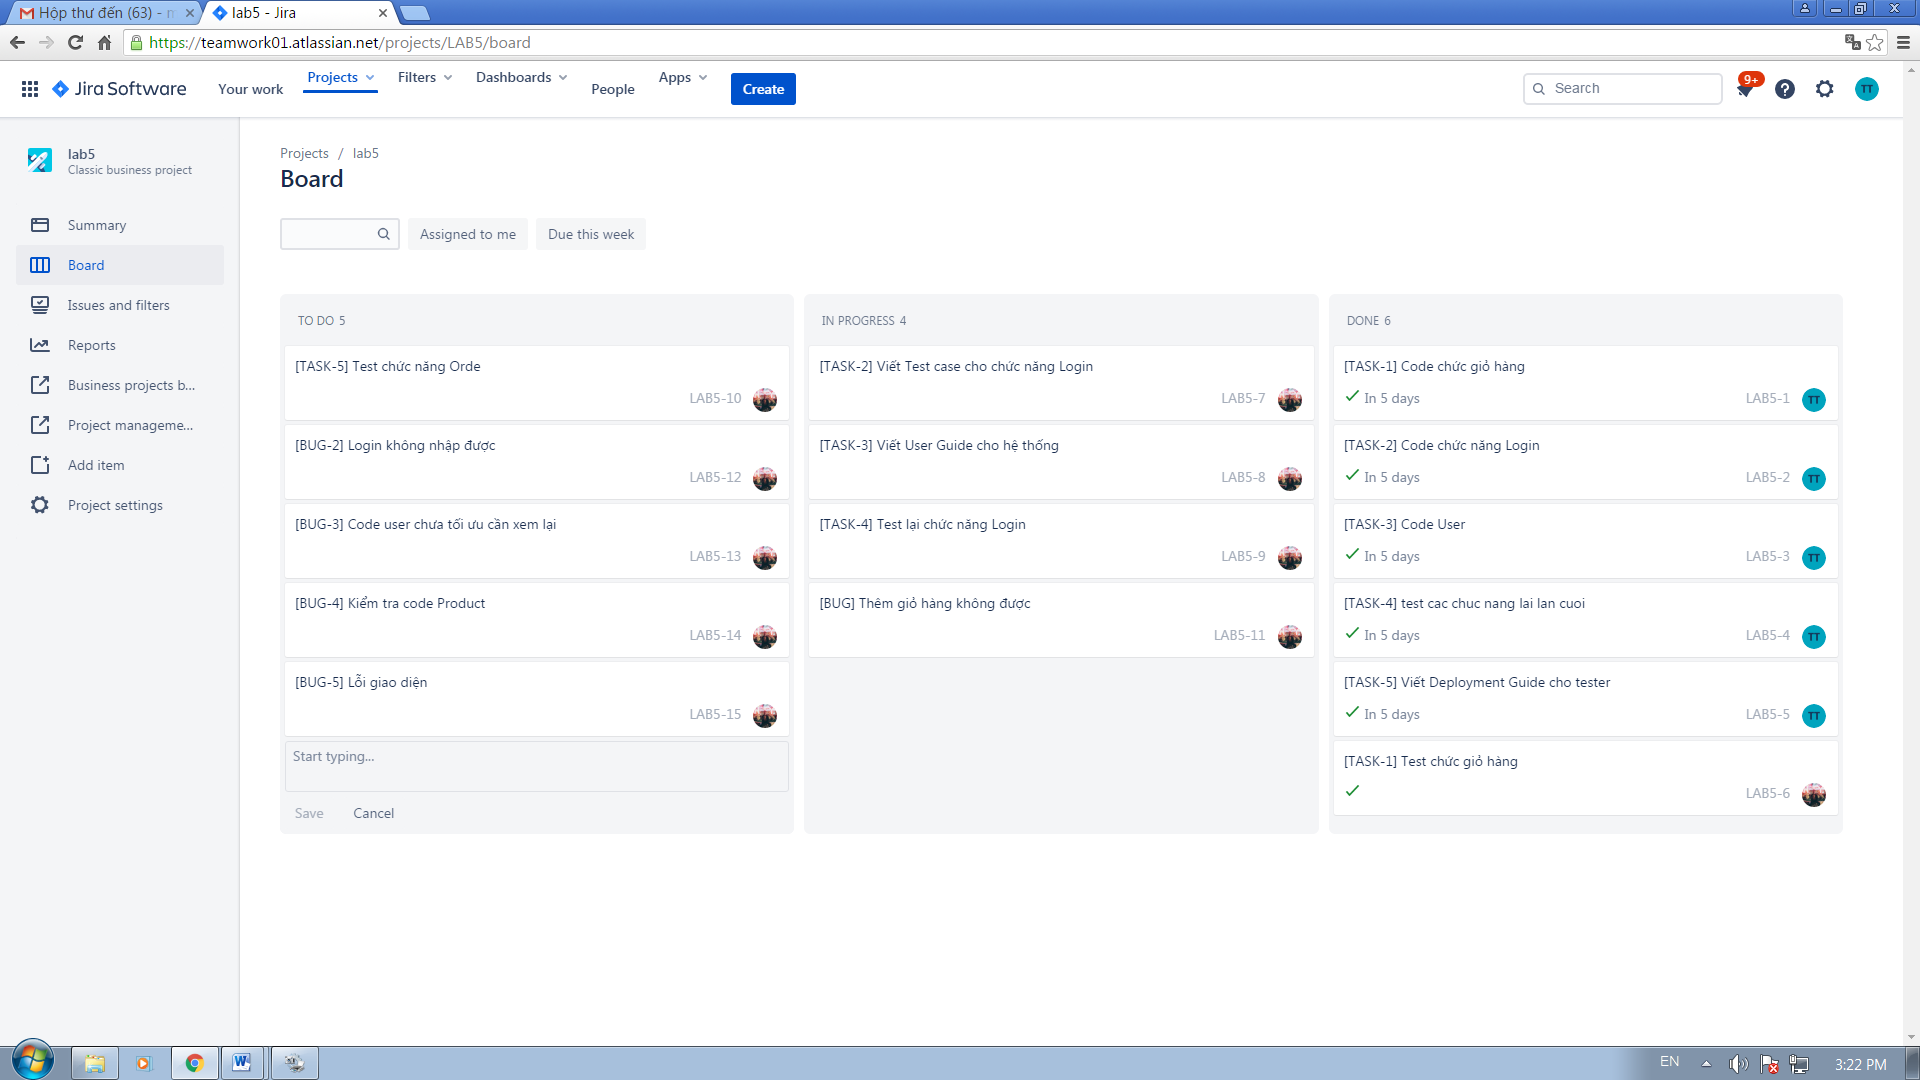 Hộp thư đến (63) - m
lab5 - Jira
https://teamwork01.atlassian.net/projects/LAB5/board
Jira Software
Your work
Projects
Filters
Dashboards
People
Apps
Create
Search
9+
TT
lab5
Classic business project
Summary
Board
Issues and filters
Reports
Business projects b...
Project manageme...
Add item
Project settings
Projects / lab5
Board
Assigned to me
Due this week
TO DO 5
[TASK-5] Test chức năng Orde
LAB5-10
[BUG-2] Login không nhập được
LAB5-12
[BUG-3] Code user chưa tối ưu cần xem lại
LAB5-13
[BUG-4] Kiểm tra code Product
LAB5-14
[BUG-5] Lỗi giao diện
LAB5-15
Start typing...
Save
Cancel
IN PROGRESS 4
[TASK-2] Viết Test case cho chức năng Login
LAB5-7
[TASK-3] Viết User Guide cho hệ thống
LAB5-8
[TASK-4] Test lại chức năng Login
LAB5-9
[BUG] Thêm giỏ hàng không được
LAB5-11
DONE 6
[TASK-1] Code chức giỏ hàng
In 5 days
LAB5-1
TT
[TASK-2] Code chức năng Login
In 5 days
LAB5-2
TT
[TASK-3] Code User
In 5 days
LAB5-3
TT
[TASK-4] test cac chuc nang lai lan cuoi
In 5 days
LAB5-4
TT
[TASK-5] Viết Deployment Guide cho tester
In 5 days
LAB5-5
TT
[TASK-1] Test chức giỏ hàng
LAB5-6
EN
3:22 PM